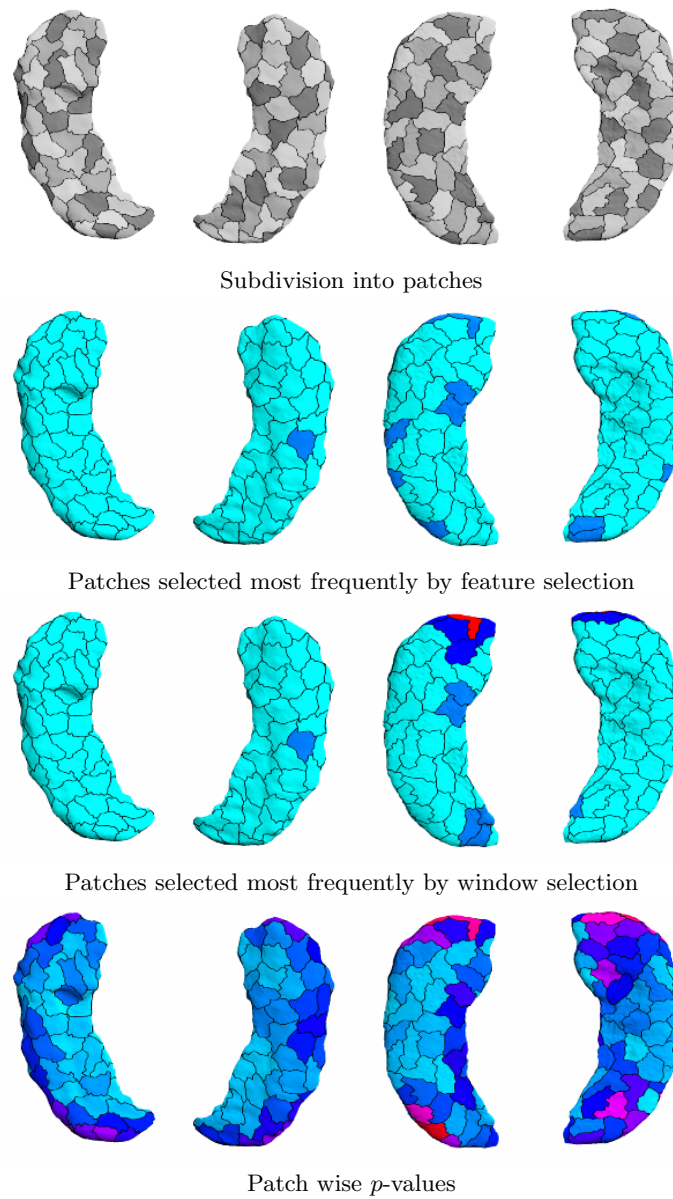 Subdivision into patches
Patches selected most frequently by feature selection
Patches selected most frequently by window selection
Patch wise p-values